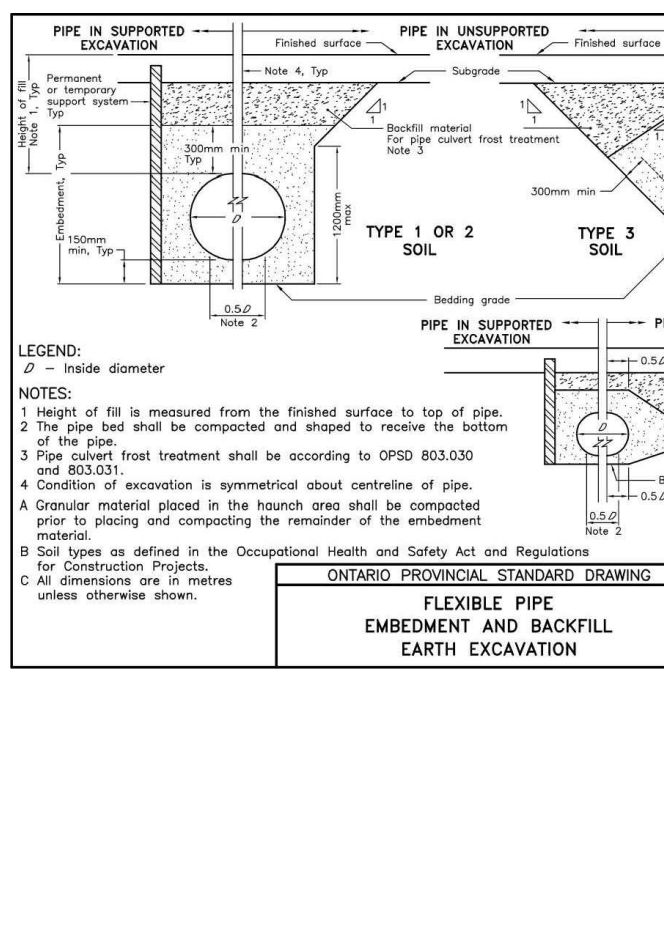 PIPE IN SUPPORTED
EXCAVATION
PIPE IN UNSUPPORTED
EXCAVATION
Finished surface
Finished surface
Note 4, Typ
Subgrade
Height of fill
Note 1, Typ
Permanent
or temporary
support system
Typ
1
1
1
1
Backfill material
For pipe culvert frost treatment
Note 3
300mm min
Typ
Embedment, Typ
300mm min
D
1200mm
max
TYPE 1 OR 2
SOIL
TYPE 3
SOIL
150mm
min, Typ
0.5D
Note 2
Bedding grade
PIPE IN SUPPORTED
EXCAVATION
0.5
D
0.5
0.5D
Note 2
LEGEND:
D – Inside diameter
NOTES:
1 Height of fill is measured from the finished surface to top of pipe.
2 The pipe bed shall be compacted and shaped to receive the bottom
of the pipe.
3 Pipe culvert frost treatment shall be according to OPSD 803.030
and 803.031.
4 Condition of excavation is symmetrical about centreline of pipe.
A Granular material placed in the haunch area shall be compacted
prior to placing and compacting the remainder of the embedment
material.
B Soil types as defined in the Occupational Health and Safety Act and Regulations
for Construction Projects.
C All dimensions are in metres
unless otherwise shown.
ONTARIO PROVINCIAL STANDARD DRAWING
FLEXIBLE PIPE
EMBEDMENT AND BACKFILL
EARTH EXCAVATION